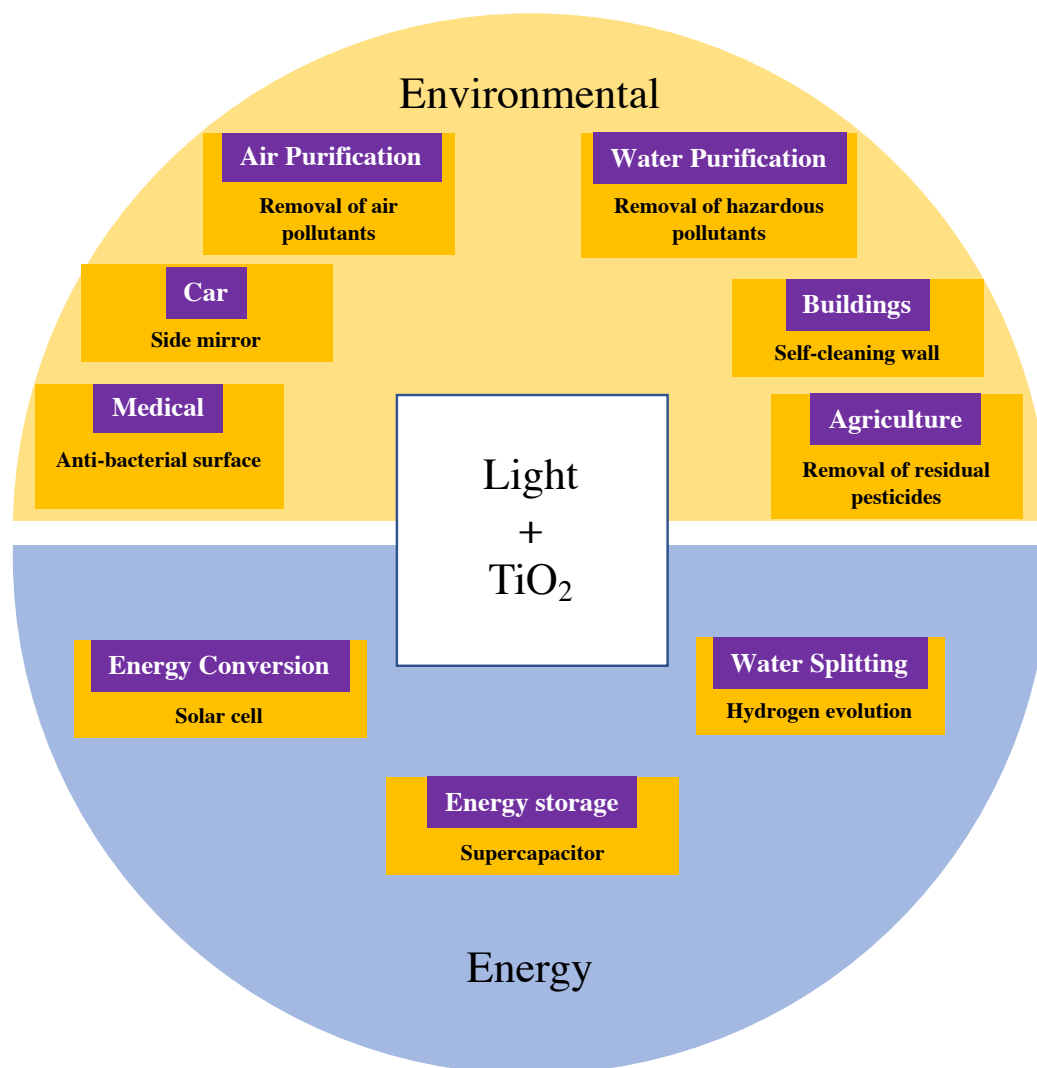 Environmental
Air Purification
Removal of air
pollutants
Water Purification
Removal of hazardous
pollutants
Car
Side mirror
Buildings
Self-cleaning wall
Medical
Anti-bacterial surface
Agriculture
Removal of residual
pesticides
Light
+
TiO₂
Energy Conversion
Solar cell
Water Splitting
Hydrogen evolution
Energy storage
Supercapacitor
Energy